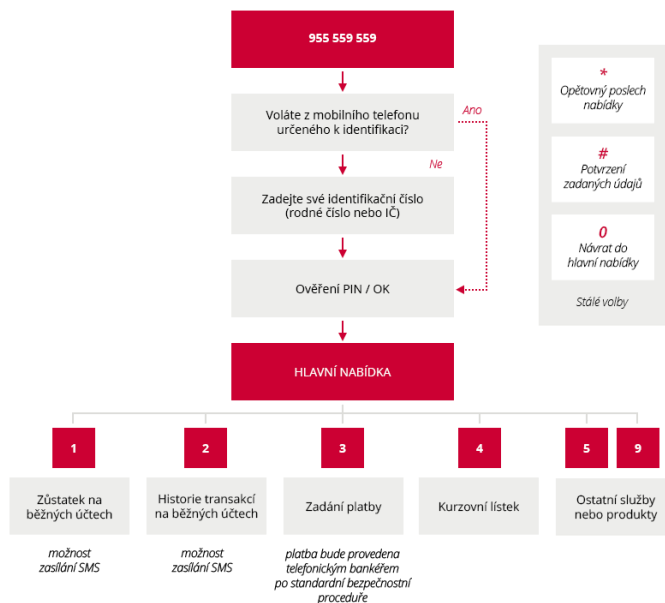 955 559 559
Voláte z mobilního telefonu
určeného k identifikaci?
Ano
Ne
Zadejte své identifikační číslo
(rodné číslo nebo IČ)
Ověření PIN / OK
HLAVNÍ NABÍDKA
*
Opětovný poslech
nabídky
#
Potvrzení
zadaných údajů
0
Návrat do
hlavní nabídky
Stálé volby
1
Zůstatek na
běžných účtech
možnost
zasílání SMS
2
Historie transakcí
na běžných účtech
možnost
zasílání SMS
3
Zadání platby
platba bude provedena
telefonickým bankéřem
po standardní bezpečnostní
proceduře
4
Kurzovní lístek
5
9
Ostatní služby
nebo produkty